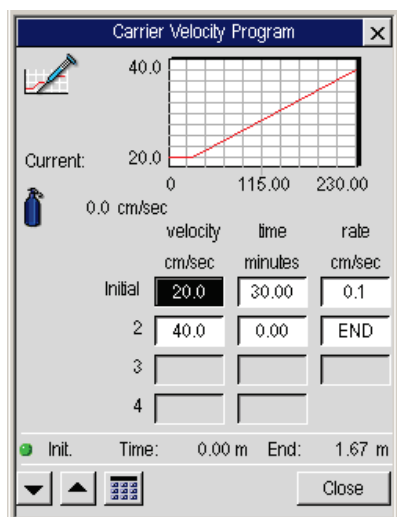 Carrier Velocity Program
40.0
Current: 20.0
0 115.00 230.00
0.0 cm/sec
velocity time rate
cm/sec minutes cm/sec
Initial 20.0 30.00 0.1
2 40.0 0.00 END
3
4
Init. Time: 0.00 m End: 1.67 m
Close